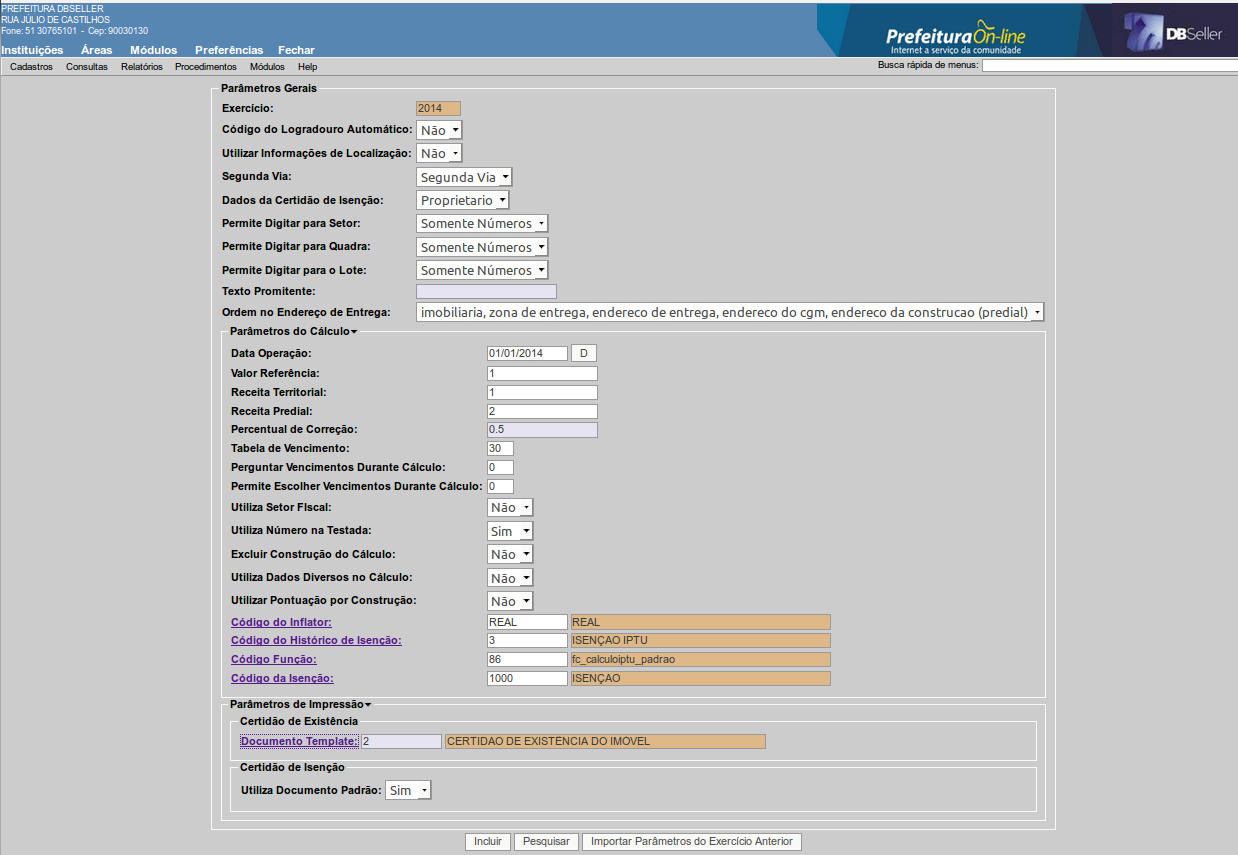 PREFEITURA DBSELLER
RUA JÚLIO DE CASTILHOS
Fone: 51 30765101 - Cep: 90030130
Instituições Áreas Módulos Preferências Fechar
PrefeituraOn-line
Internet a serviço da comunidade
DBSeller
Cadastros Consultas Relatórios Procedimentos Módulos Help
Busca rápida de menus:
Parâmetros Gerais
Exercício: 2014
Código do Logradouro Automático: Não
Utilizar Informações de Localização: Não
Segunda Via: Segunda Via
Dados da Certidão de Isenção: Proprietario
Permite Digitar para Setor: Somente Números
Permite Digitar para Quadra: Somente Números
Permite Digitar para o Lote: Somente Números
Texto Promitente:
Ordem no Endereço de Entrega: imobiliaria, zona de entrega, endereco de entrega, endereco do cgm, endereco da construcao (predial)
Parâmetros do Cálculo
Data Operação: 01/01/2014 D
Valor Referência: 1
Receita Territorial: 1
Receita Predial: 2
Percentual de Correção: 0.5
Tabela de Vencimento: 30
Perguntar Vencimentos Durante Cálculo: 0
Permite Escolher Vencimentos Durante Cálculo: 0
Utiliza Setor FIscal: Não
Utiliza Número na Testada: Sim
Excluir Construção do Cálculo: Não
Utiliza Dados Diversos no Cálculo: Não
Utilizar Pontuação por Construção: Não
Código do Inflator: REAL REAL
Código do Histórico de Isenção: 3 ISENÇAO IPTU
Código Função: 86 fc_calculoiptu_padrao
Código da Isenção: 1000 ISENÇAO
Parâmetros de Impressão
Certidão de Existência
Documento Template: 2 CERTIDAO DE EXISTENCIA DO IMOVEL
Certidão de Isenção
Utiliza Documento Padrão: Sim
Incluir Pesquisar Importar Parâmetros do Exercício Anterior